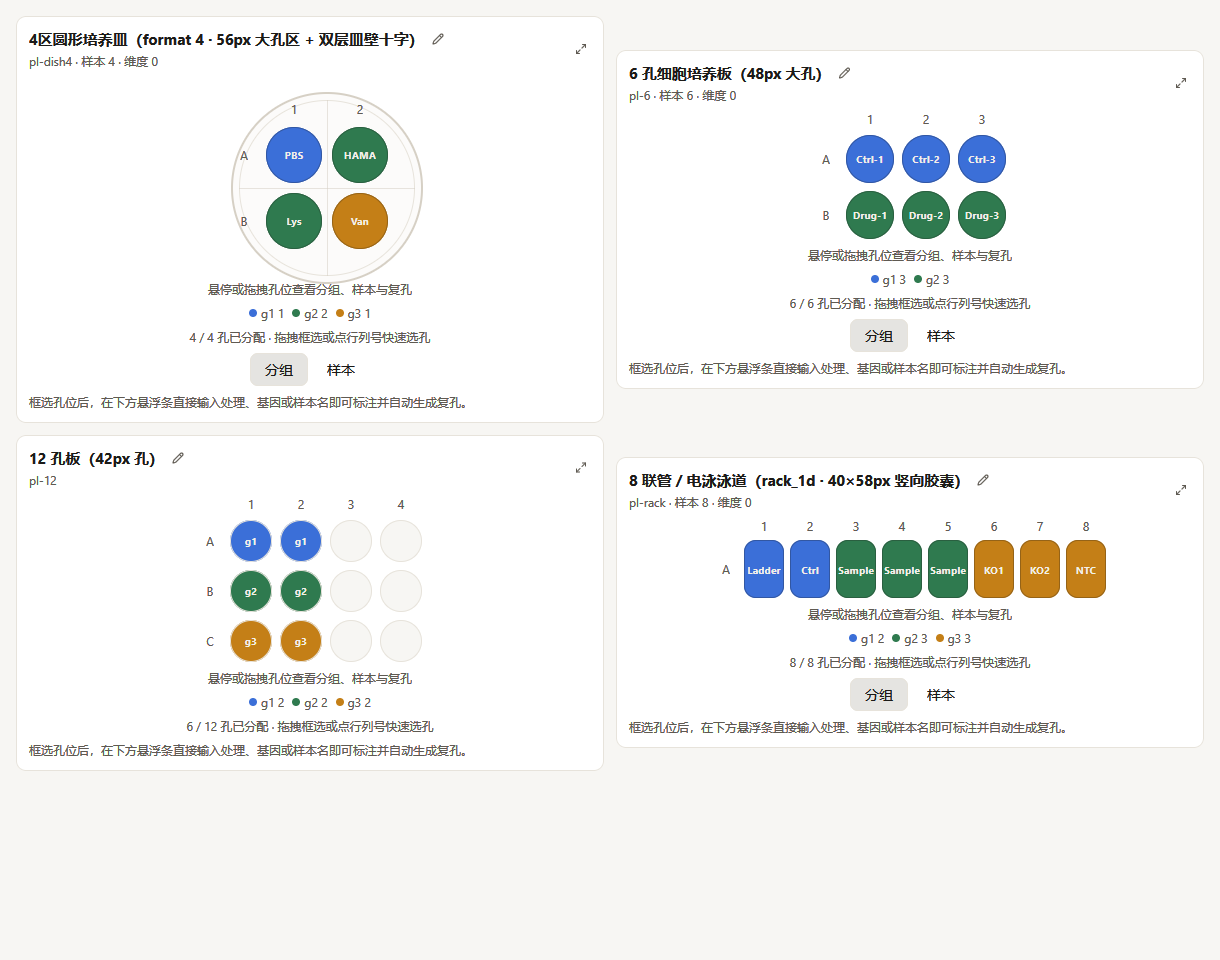 4区圆形培养皿（format 4 · 56px 大孔区 + 双层皿壁十字）
pl-dish4 · 样本 4 · 维度 0
1 2
A PBS HAMA
B Lys Van
悬停或拖拽孔位查看分组、样本与复孔
g1 1 g2 2 g3 1
4 / 4 孔已分配 · 拖拽框选或点行列号快速选孔
分组 样本
框选孔位后，在下方悬浮条直接输入处理、基因或样本名即可标注并自动生成复孔。
6 孔细胞培养板（48px 大孔）
pl-6 · 样本 6 · 维度 0
1 2 3
A Ctrl-1 Ctrl-2 Ctrl-3
B Drug-1 Drug-2 Drug-3
悬停或拖拽孔位查看分组、样本与复孔
g1 3 g2 3
6 / 6 孔已分配 · 拖拽框选或点行列号快速选孔
分组 样本
框选孔位后，在下方悬浮条直接输入处理、基因或样本名即可标注并自动生成复孔。
12 孔板（42px 孔）
pl-12
1 2 3 4
A g1 g1
B g2 g2
C g3 g3
悬停或拖拽孔位查看分组、样本与复孔
g1 2 g2 2 g3 2
6 / 12 孔已分配 · 拖拽框选或点行列号快速选孔
框选孔位后，在下方悬浮条直接输入处理、基因或样本名即可标注并自动生成复孔。
8 联管 / 电泳泳道（rack_1d · 40×58px 竖向胶囊）
pl-rack · 样本 8 · 维度 0
1 2 3 4 5 6 7 8
A Ladder Ctrl Sample Sample Sample KO1 KO2 NTC
悬停或拖拽孔位查看分组、样本与复孔
g1 2 g2 3 g3 3
8 / 8 孔已分配 · 拖拽框选或点行列号快速选孔
分组 样本
框选孔位后，在下方悬浮条直接输入处理、基因或样本名即可标注并自动生成复孔。